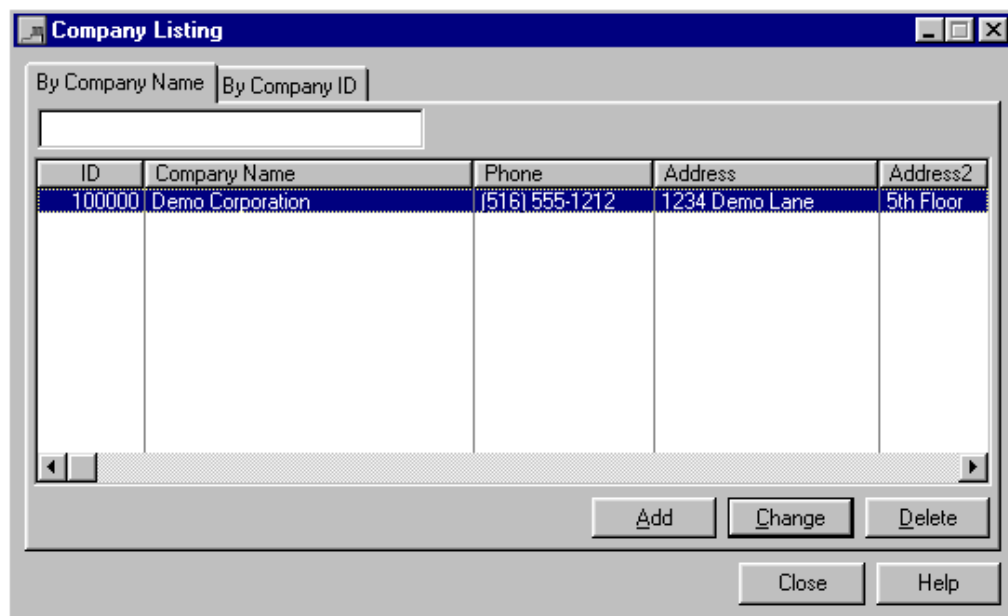 Company Listing
By Company Name By Company ID
ID Company Name Phone Address Address2
100000 Demo Corporation (516) 555-1212 1234 Demo Lane 5th Floor
Add Change Delete
Close Help